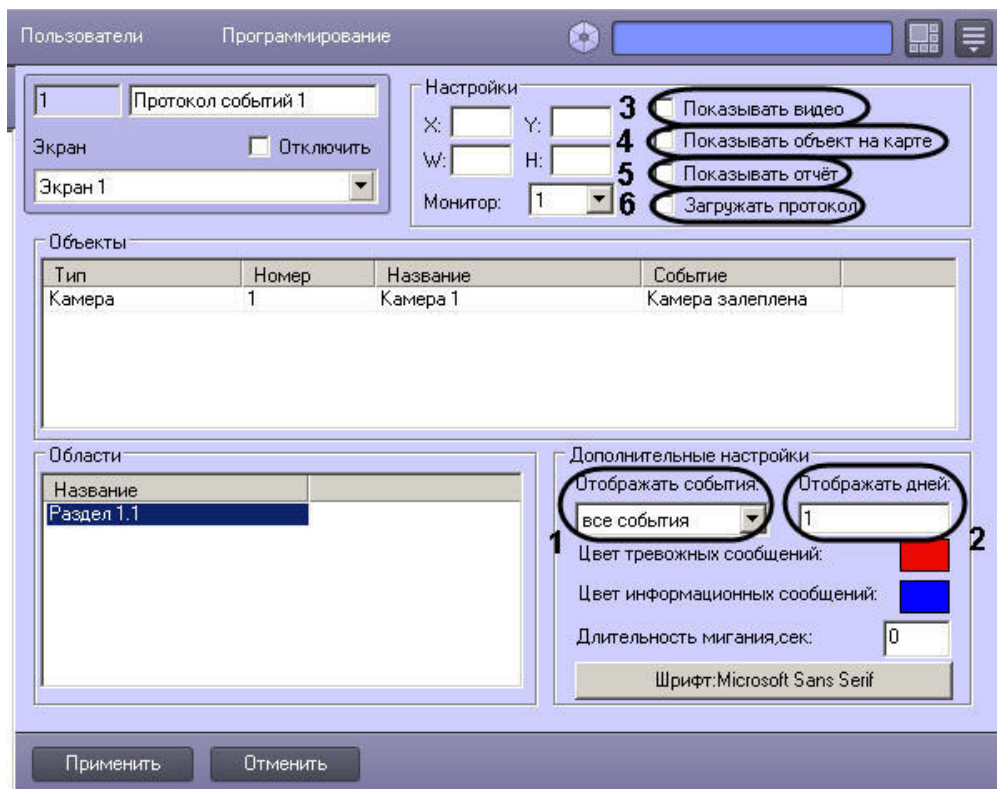 Пользователи Программирование
1 Протокол событий 1
Экран Отключить
Экран 1
Настройки
X: Y:
W: H:
Монитор: 1
3 Показывать видео
4 Показывать объект на карте
5 Показывать отчёт
6 Загружать протокол
Объекты
Тип Номер Название Событие
Камера 1 Камера 1 Камера залеплена
Области
Название
Раздел 1.1
Дополнительные настройки
Отображать события: Отображать дней:
1 все события 1 2
Цвет тревожных сообщений:
Цвет информационных сообщений:
Длительность мигания,сек: 0
Шрифт:Microsoft Sans Serif
Применить Отменить